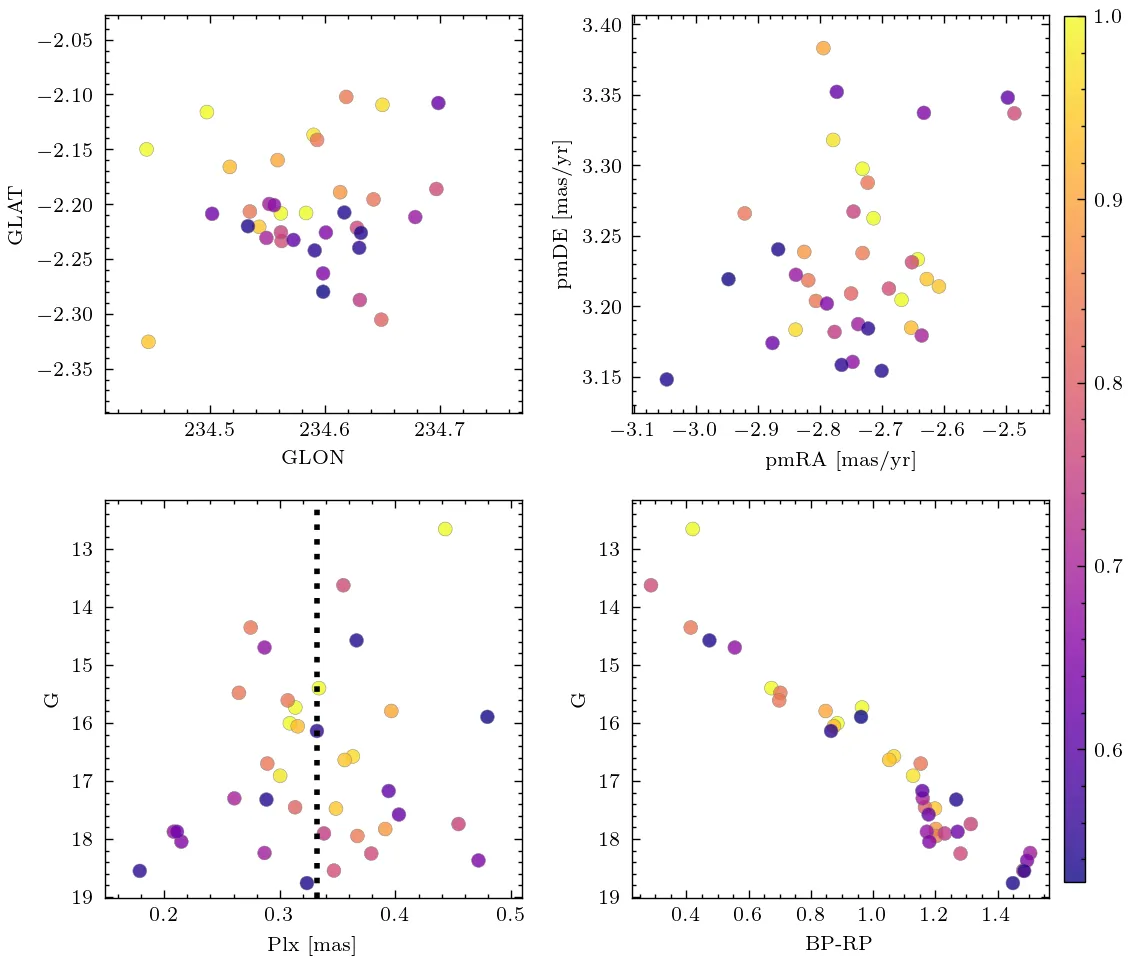 −2.05
−2.10
−2.15
−2.20
−2.25
−2.30
−2.35
GLAT
234.5 234.6 234.7
GLON
3.40
3.35
3.30
3.25
3.20
3.15
pmDE [mas/yr]
−3.1 −3.0 −2.9 −2.8 −2.7 −2.6 −2.5
pmRA [mas/yr]
1.0
0.9
0.8
0.7
0.6
13
14
15
16
17
18
19
G
0.2 0.3 0.4 0.5
Plx [mas]
13
14
15
16
17
18
19
G
0.4 0.6 0.8 1.0 1.2 1.4
BP-RP